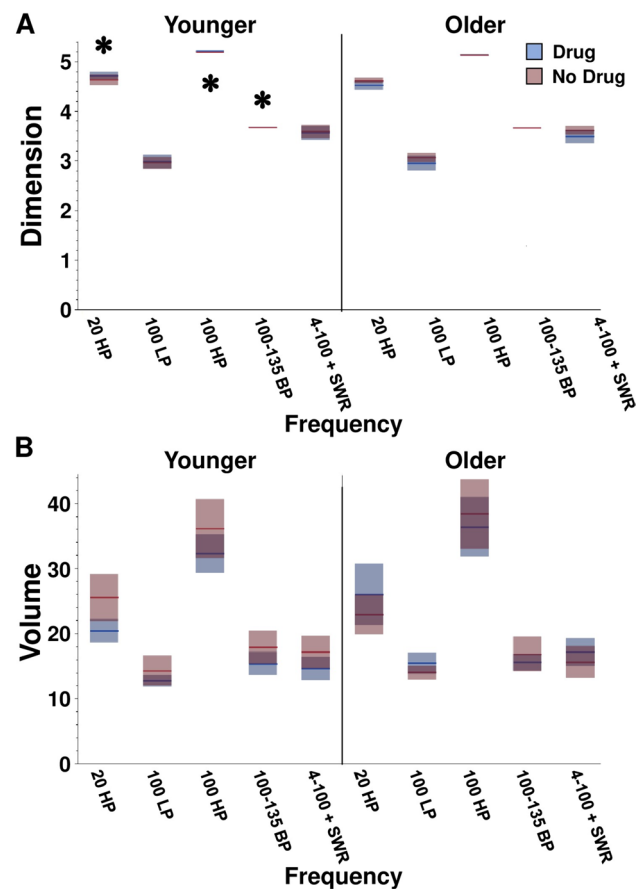 A
Younger
Older
Drug
No Drug
Dimension
5
4
3
2
1
0
20 HP
100 LP
100 HP
100-135 BP
4-100 + SWR
20 HP
100 LP
100 HP
100-135 BP
4-100 + SWR
Frequency
B
Younger
Older
Volume
40
30
20
10
0
20 HP
100 LP
100 HP
100-135 BP
4-100 + SWR
20 HP
100 LP
100 HP
100-135 BP
4-100 + SWR
Frequency